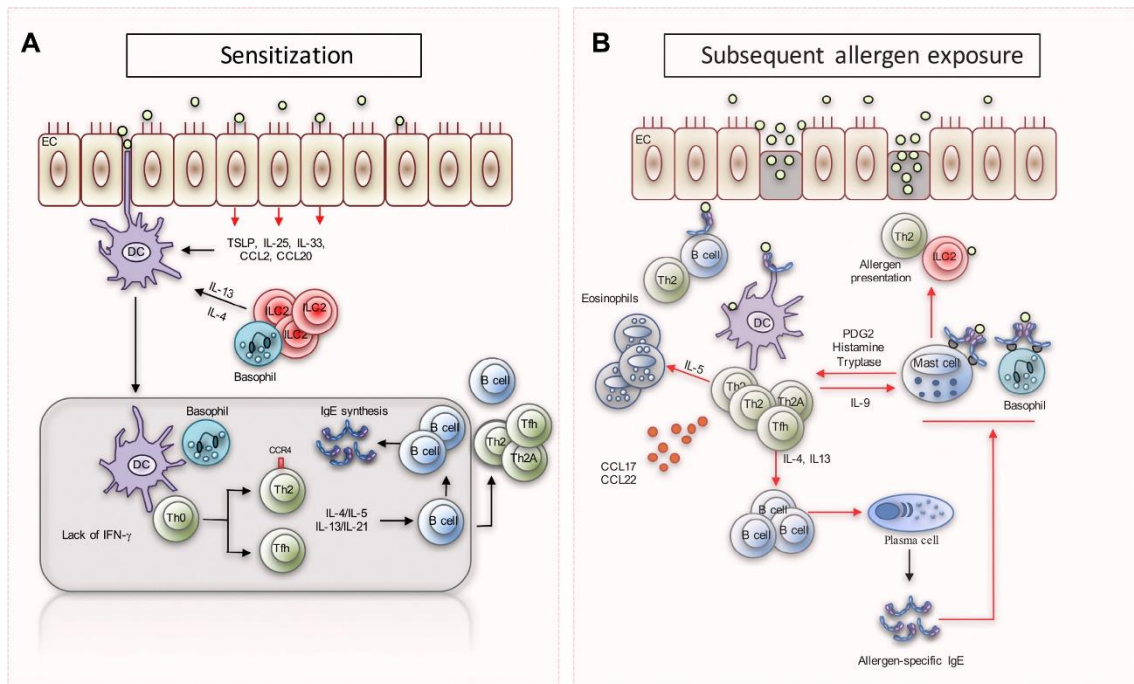 A
Sensitization
EC
DC
TSLP, IL-25, IL-33,
CCL2, CCL20
IL-13
IL-4
ILC2
ILC2
ILC2
Basophil
Basophil
DC
Th0
Lack of IFN-γ
CCR4
Th2
Tfh
IgE synthesis
IL-4/IL-5
IL-13/IL-21
B cell
B cell
B cell
B cell
Tfh
Th2
Th2A
B
Subsequent allergen exposure
EC
B cell
Th2
Eosinophils
DC
Th2
ILC2
Allergen
presentation
PDG2
Histamine
Tryptase
Mast cell
Basophil
IL-9
IL-5
Th2
Th2
Th2A
Tfh
CCL17
CCL22
IL-4, IL13
B cell
B cell
Plasma cell
Allergen-specific IgE